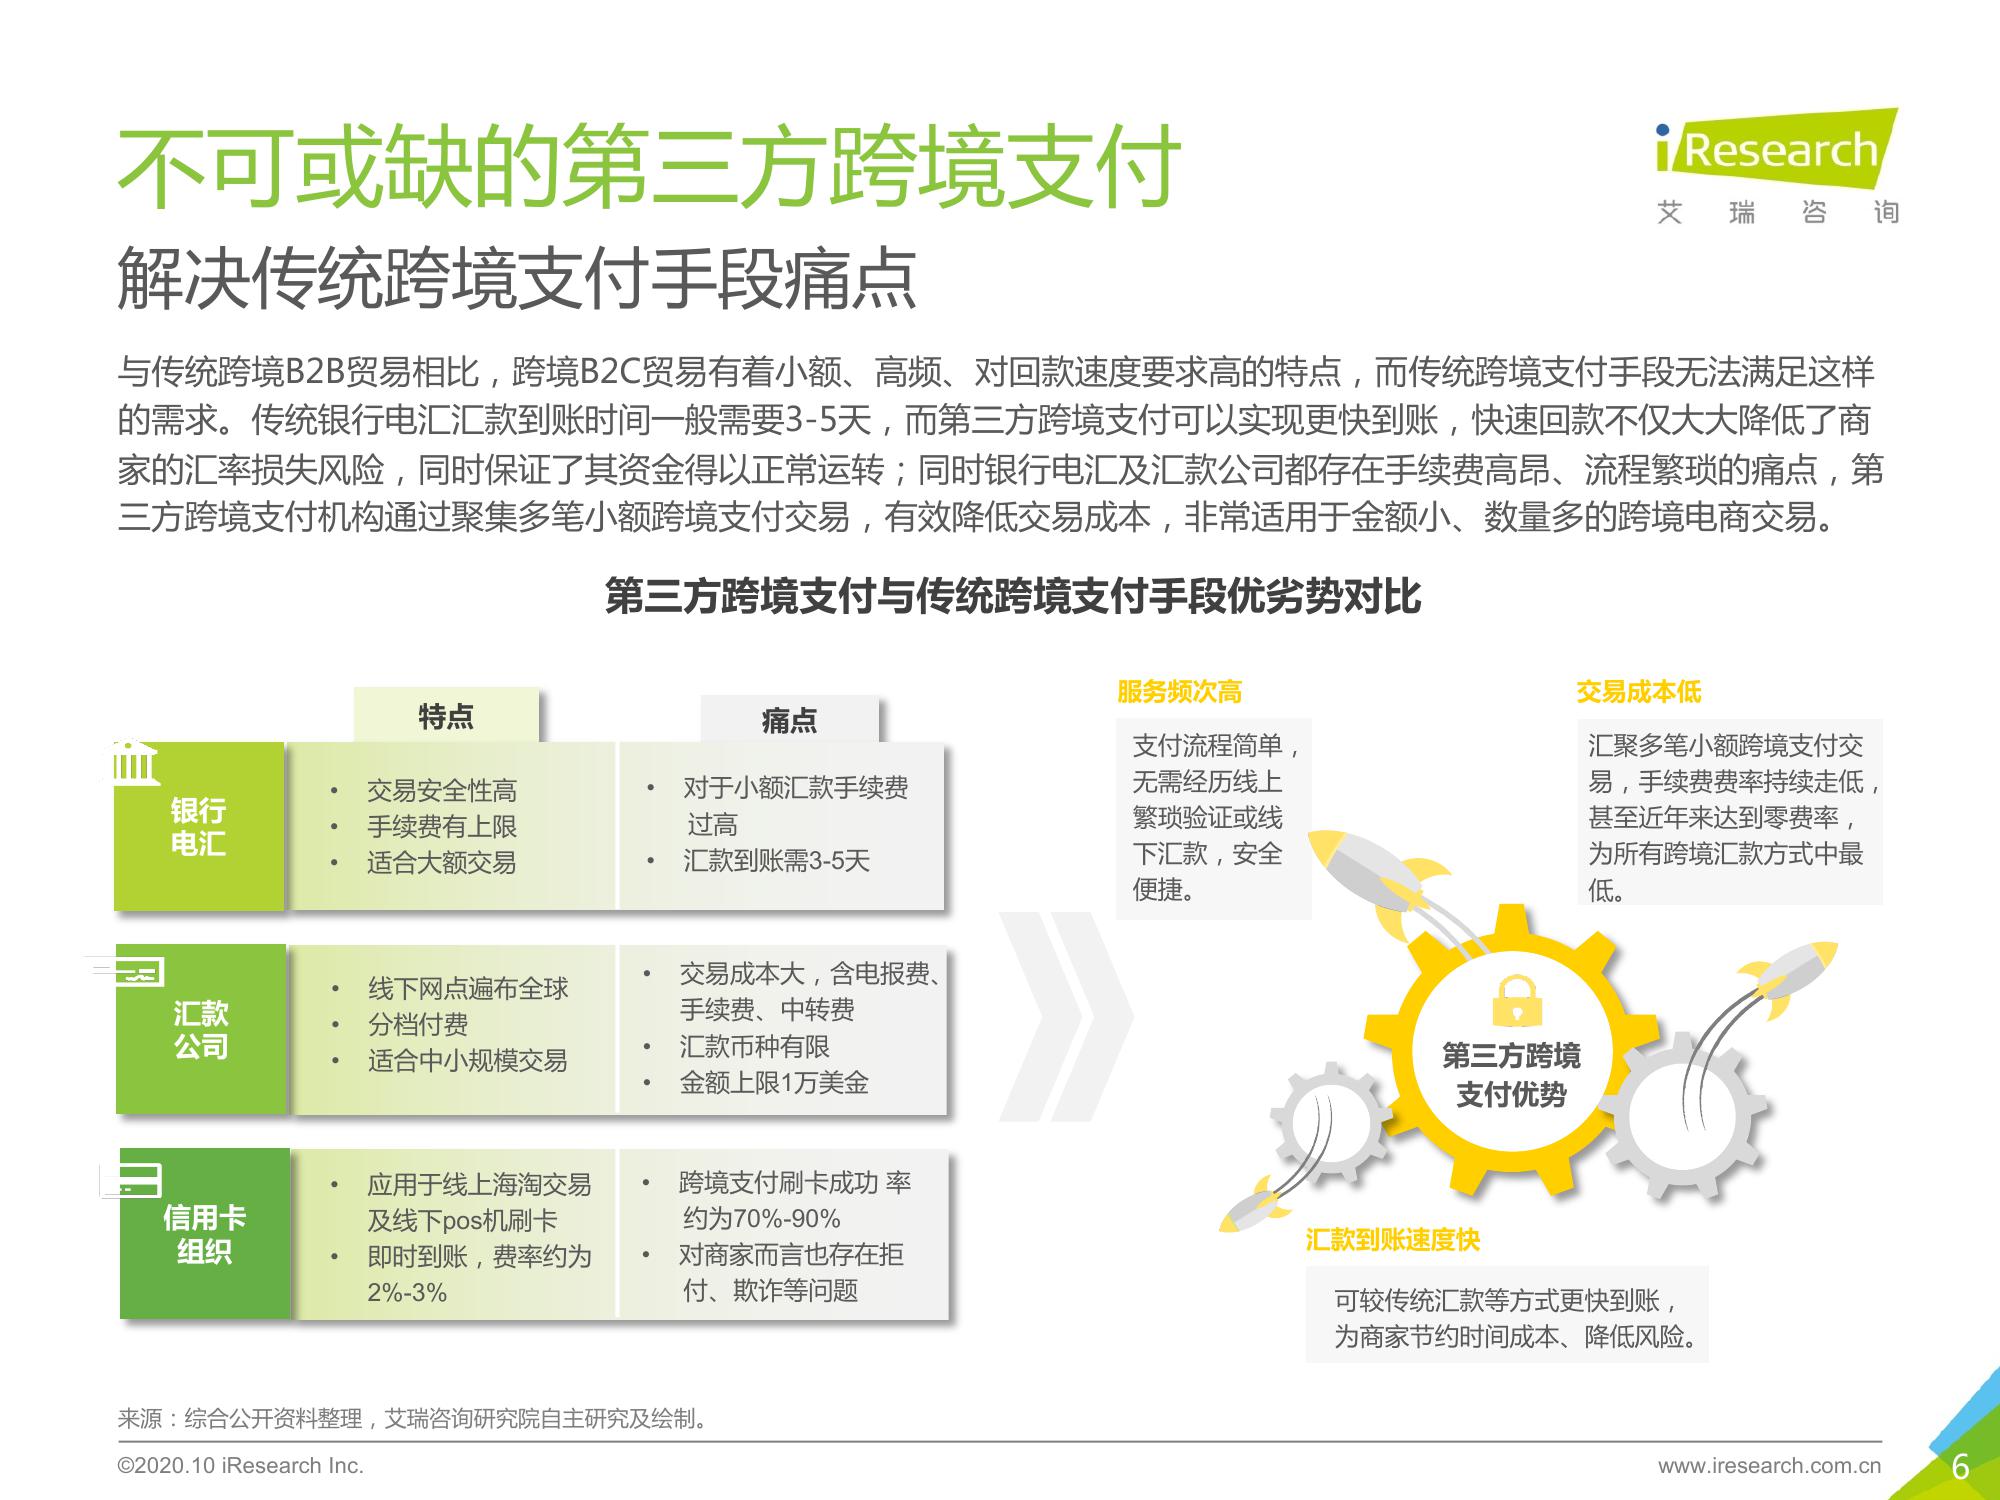 不可或缺的第三方跨境支付
iResearch
艾瑞咨询
解决传统跨境支付手段痛点
与传统跨境B2B贸易相比，跨境B2C贸易有着小额、高频、对回款速度要求高的特点，而传统跨境支付手段无法满足这样
的需求。传统银行电汇汇款到账时间一般需要3-5天，而第三方跨境支付可以实现更快到账，快速回款不仅大大降低了商
家的汇率损失风险，同时保证了其资金得以正常运转；同时银行电汇及汇款公司都存在手续费高昂、流程繁琐的痛点，第
三方跨境支付机构通过聚集多笔小额跨境支付交易，有效降低交易成本，非常适用于金额小、数量多的跨境电商交易。
第三方跨境支付与传统跨境支付手段优劣势对比
特点
痛点
银行
电汇
• 交易安全性高
• 手续费有上限
• 适合大额交易
• 对于小额汇款手续费
过高
• 汇款到账需3-5天
汇款
公司
• 线下网点遍布全球
• 分档付费
• 适合中小规模交易
• 交易成本大，含电报费、
手续费、中转费
• 汇款币种有限
• 金额上限1万美金
信用卡
组织
• 应用于线上海淘交易
及线下pos机刷卡
• 即时到账，费率约为
2%-3%
• 跨境支付刷卡成功 率
约为70%-90%
• 对商家而言也存在拒
付、欺诈等问题
服务频次高
支付流程简单，
无需经历线上
繁琐验证或线
下汇款，安全
便捷。
交易成本低
汇聚多笔小额跨境支付交
易，手续费费率持续走低，
甚至近年来达到零费率，
为所有跨境汇款方式中最
低。
第三方跨境
支付优势
汇款到账速度快
可较传统汇款等方式更快到账，
为商家节约时间成本、降低风险。
来源：综合公开资料整理，艾瑞咨询研究院自主研究及绘制。
©2020.10 iResearch Inc.
www.iresearch.com.cn
6